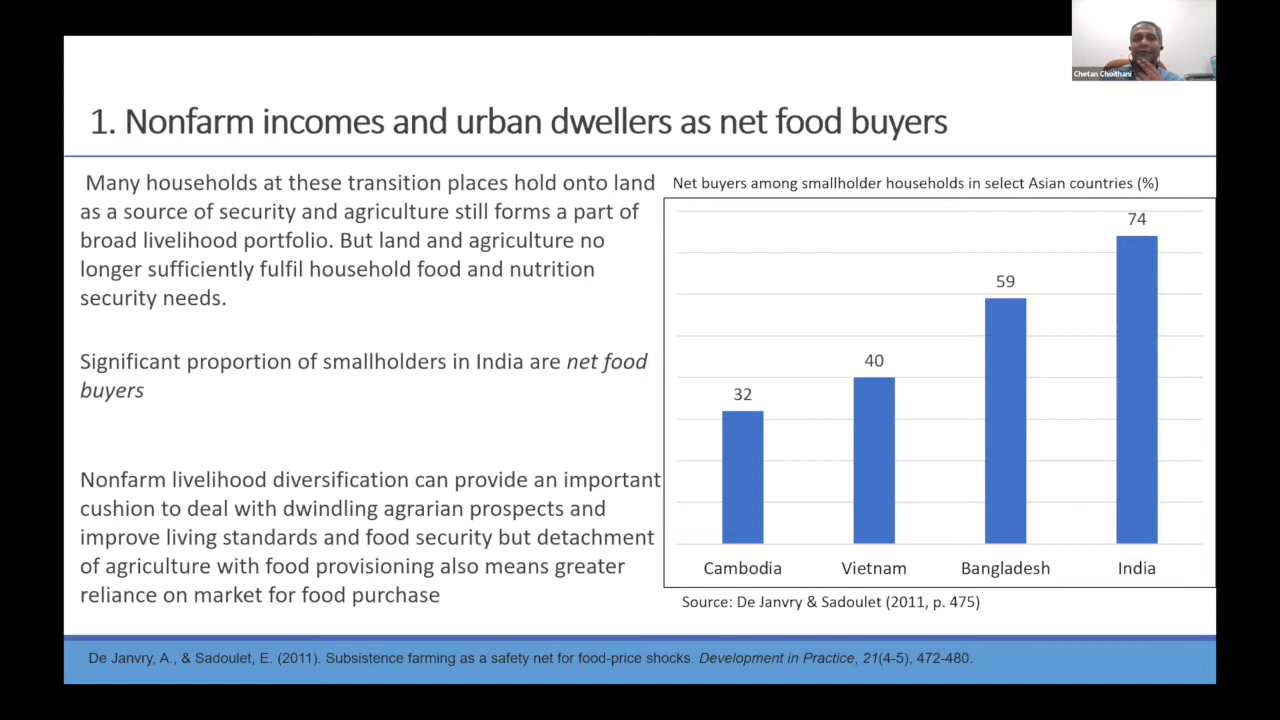 Chetan Choithani
1. Nonfarm incomes and urban dwellers as net food buyers
Many households at these transition places hold onto land
as a source of security and agriculture still forms a part of
broad livelihood portfolio. But land and agriculture no
longer sufficiently fulfil household food and nutrition
security needs.
Significant proportion of smallholders in India are net food
buyers
Nonfarm livelihood diversification can provide an important
cushion to deal with dwindling agrarian prospects and
improve living standards and food security but detachment
of agriculture with food provisioning also means greater
reliance on market for food purchase
Net buyers among smallholder households in select Asian countries (%)
32
40
59
74
Cambodia
Vietnam
Bangladesh
India
Source: De Janvry & Sadoulet (2011, p. 475)
De Janvry, A., & Sadoulet, E. (2011). Subsistence farming as a safety net for food-price shocks. Development in Practice, 21(4-5), 472-480.